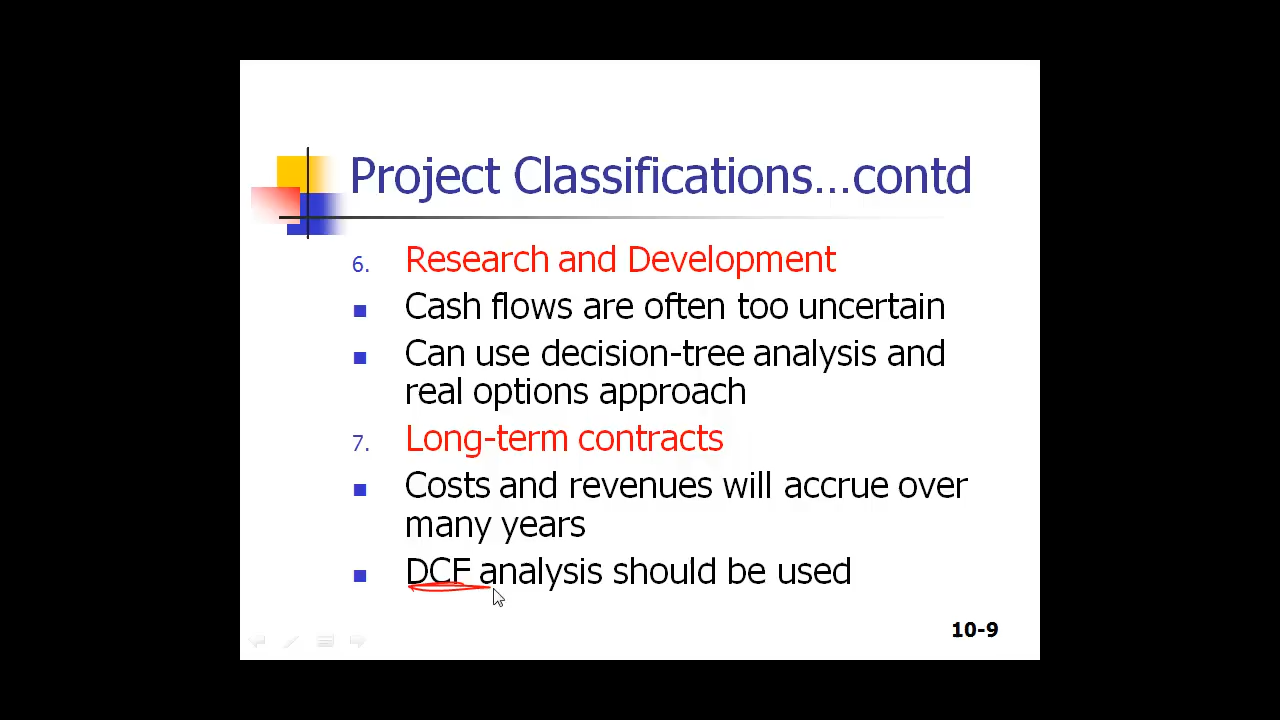 Project Classifications...contd
6. Research and Development
■ Cash flows are often too uncertain
■ Can use decision-tree analysis and
real options approach
7. Long-term contracts
■ Costs and revenues will accrue over
many years
■ DCF analysis should be used
10-9